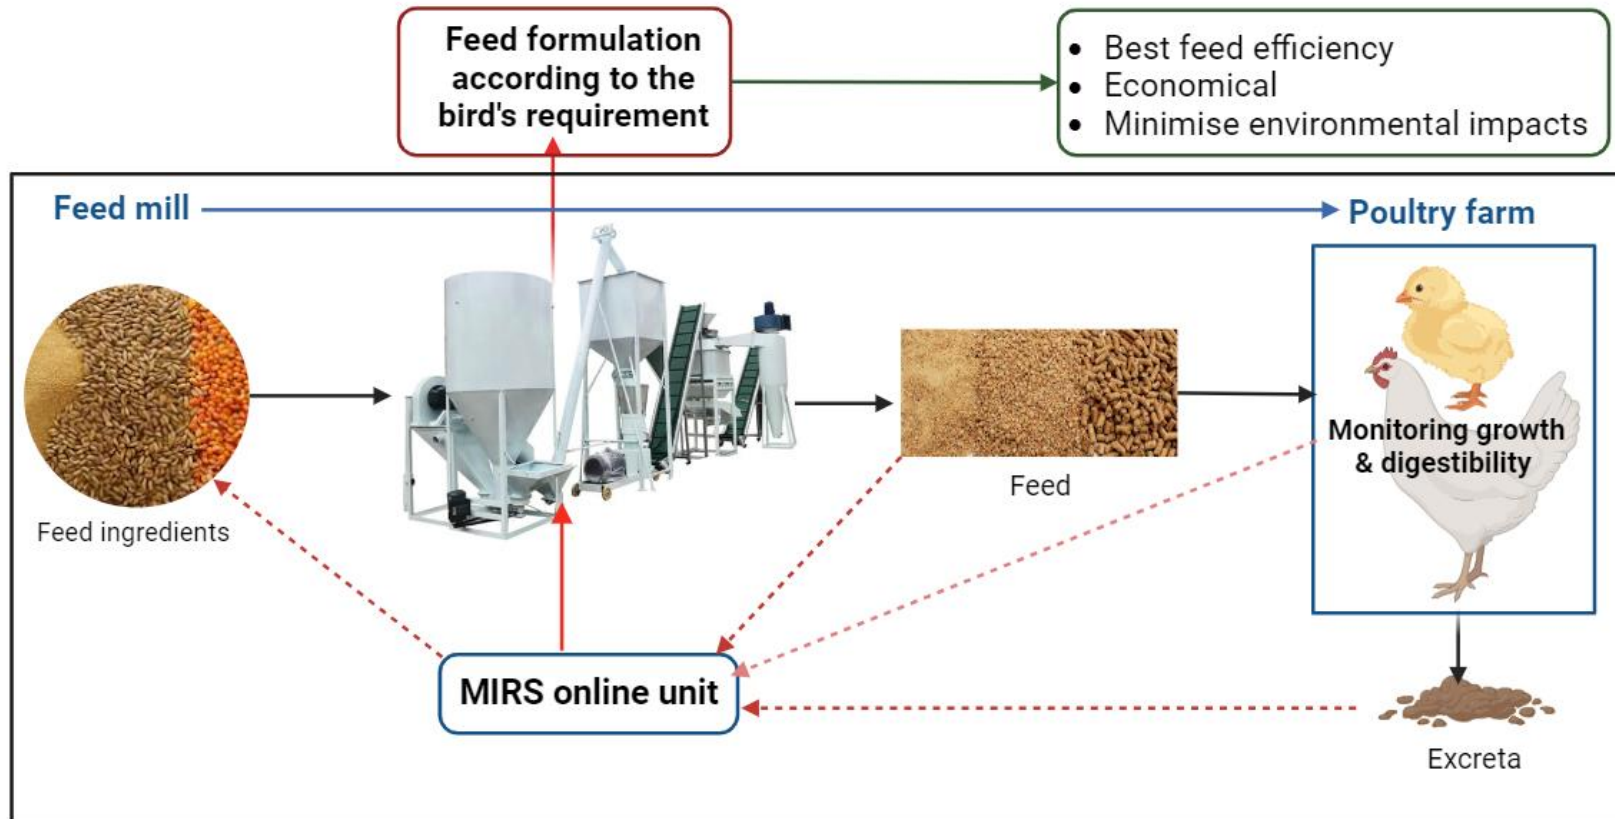 Feed formulation
according to the
bird's requirement
• Best feed efficiency
• Economical
• Minimise environmental impacts
Feed mill
Poultry farm
Monitoring growth
& digestibility
Feed
Feed ingredients
MIRS online unit
Excreta